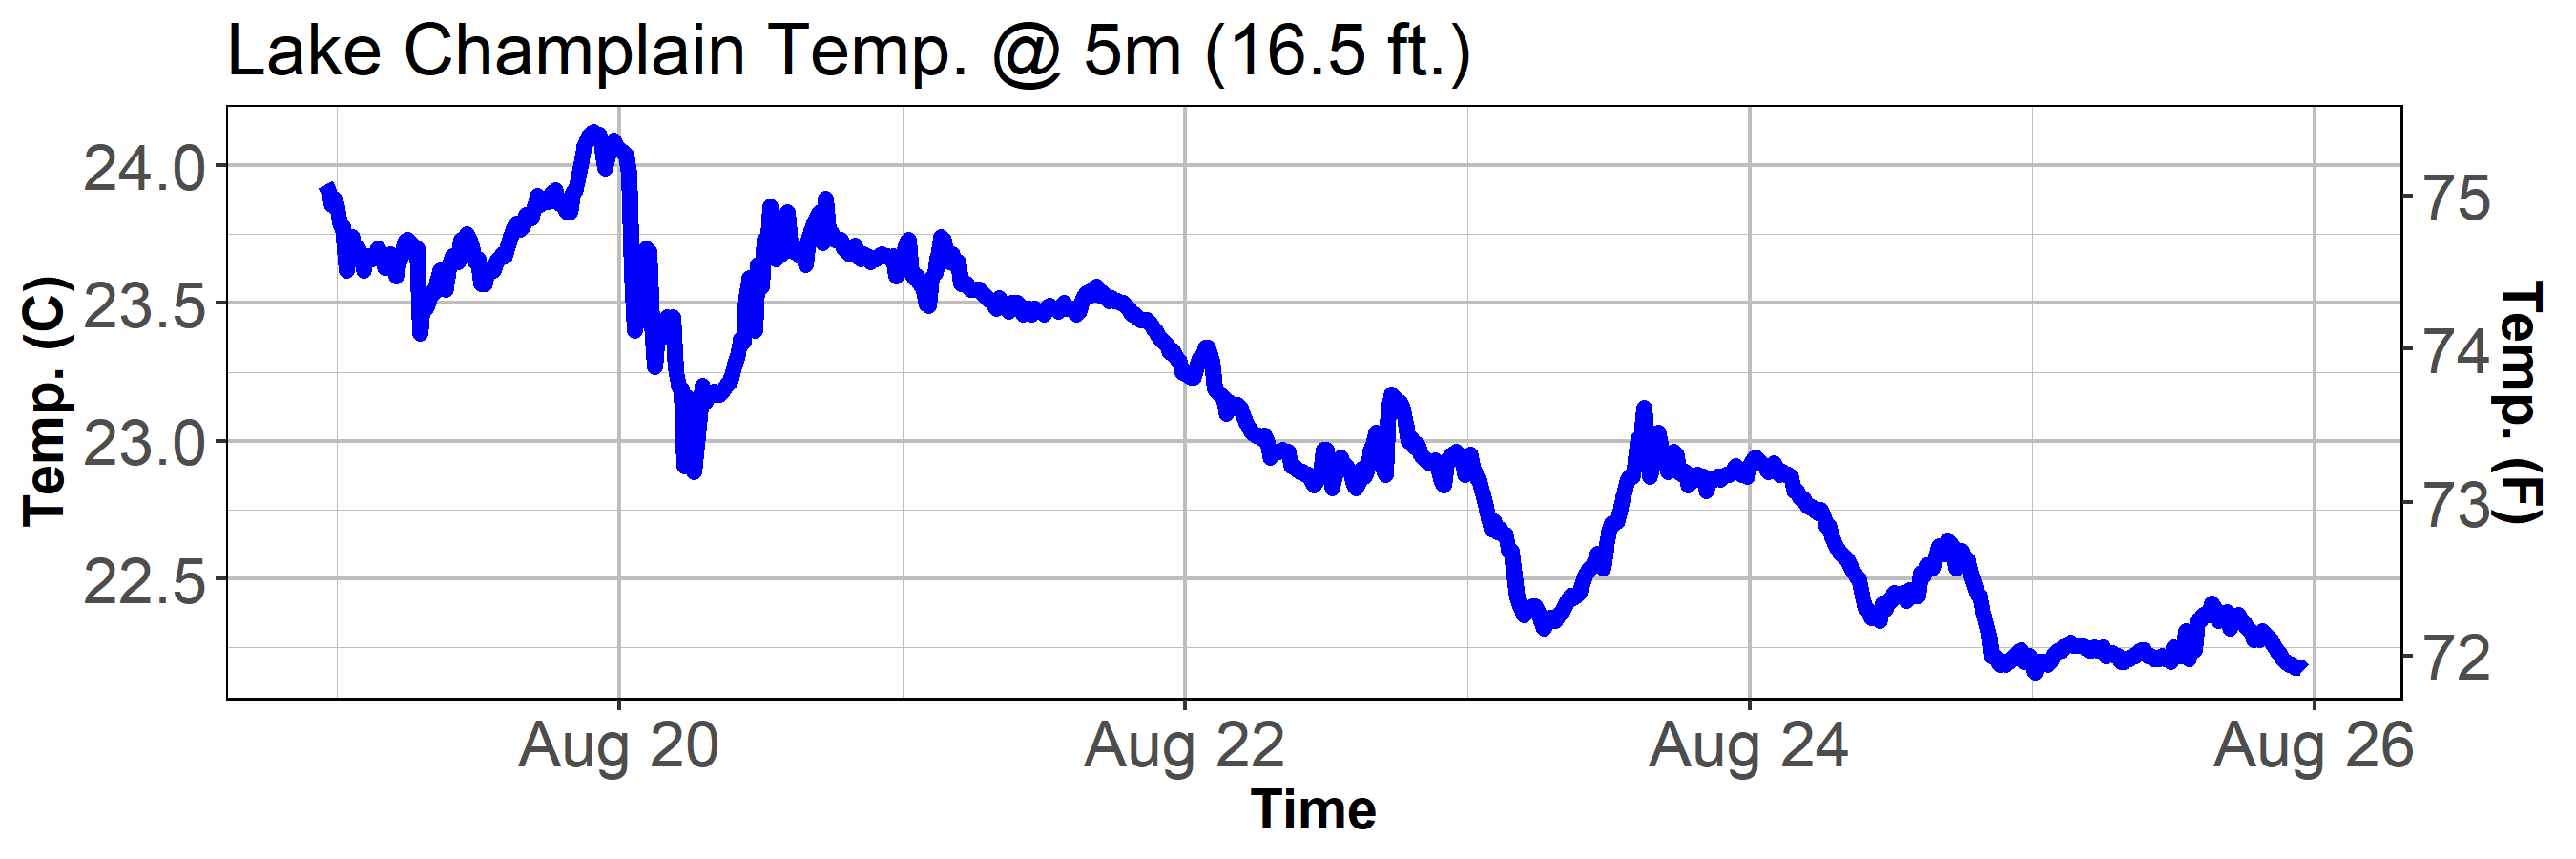 Lake Champlain Temp. @ 5m (16.5 ft.)
Temp. (C)
24.0
23.5
23.0
22.5
75
74
73
72
Temp. (F)
Aug 20 Aug 22 Aug 24 Aug 26
Time